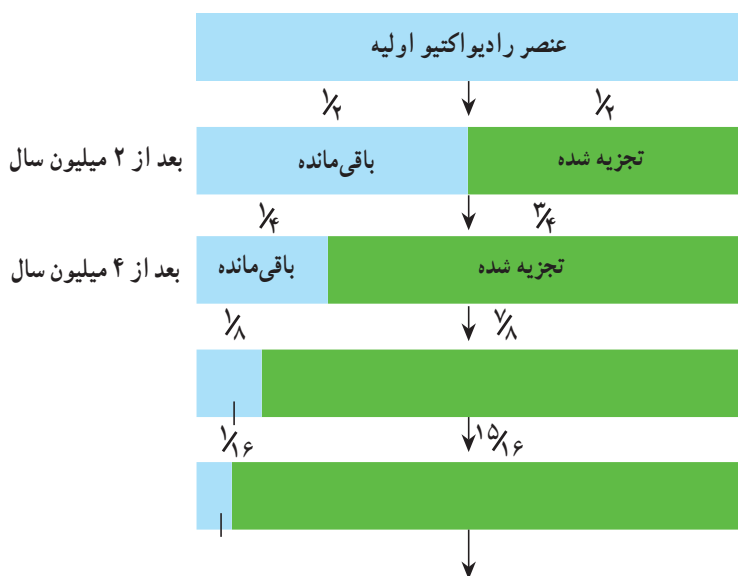 عنصر رادیواکتیو اولیه
۱/۲ ۱/۲
تجزیه شده باقی‌مانده بعد از ۲ میلیون سال
۳/۴ ۱/۴
تجزیه شده باقی‌مانده بعد از ۴ میلیون سال
۷/۸ ۱/۸
۱۵/۱۶ ۱/۱۶